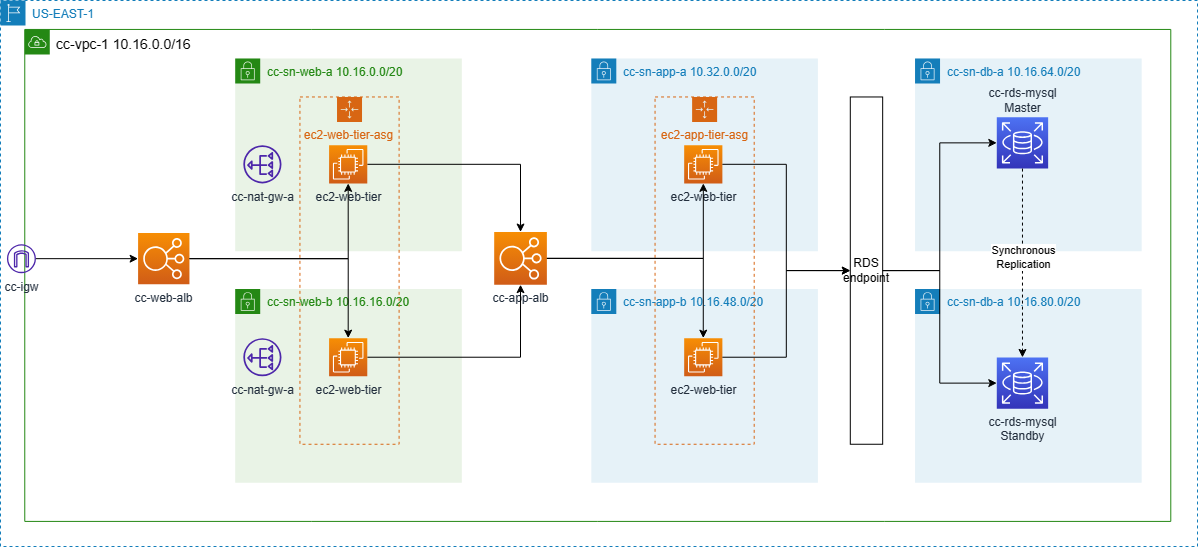 US-EAST-1
cc-vpc-1 10.16.0.0/16
cc-sn-web-a 10.16.0.0/20
cc-sn-app-a 10.32.0.0/20
cc-sn-db-a 10.16.64.0/20
cc-rds-mysql
Master
ec2-web-tier-asg
ec2-app-tier-asg
cc-nat-gw-a
ec2-web-tier
ec2-web-tier
cc-igw
cc-web-alb
cc-app-alb
RDS
endpoint
Synchronous
Replication
cc-sn-web-b 10.16.16.0/20
cc-sn-app-b 10.16.48.0/20
cc-sn-db-a 10.16.80.0/20
cc-nat-gw-a
ec2-web-tier
ec2-web-tier
cc-rds-mysql
Standby